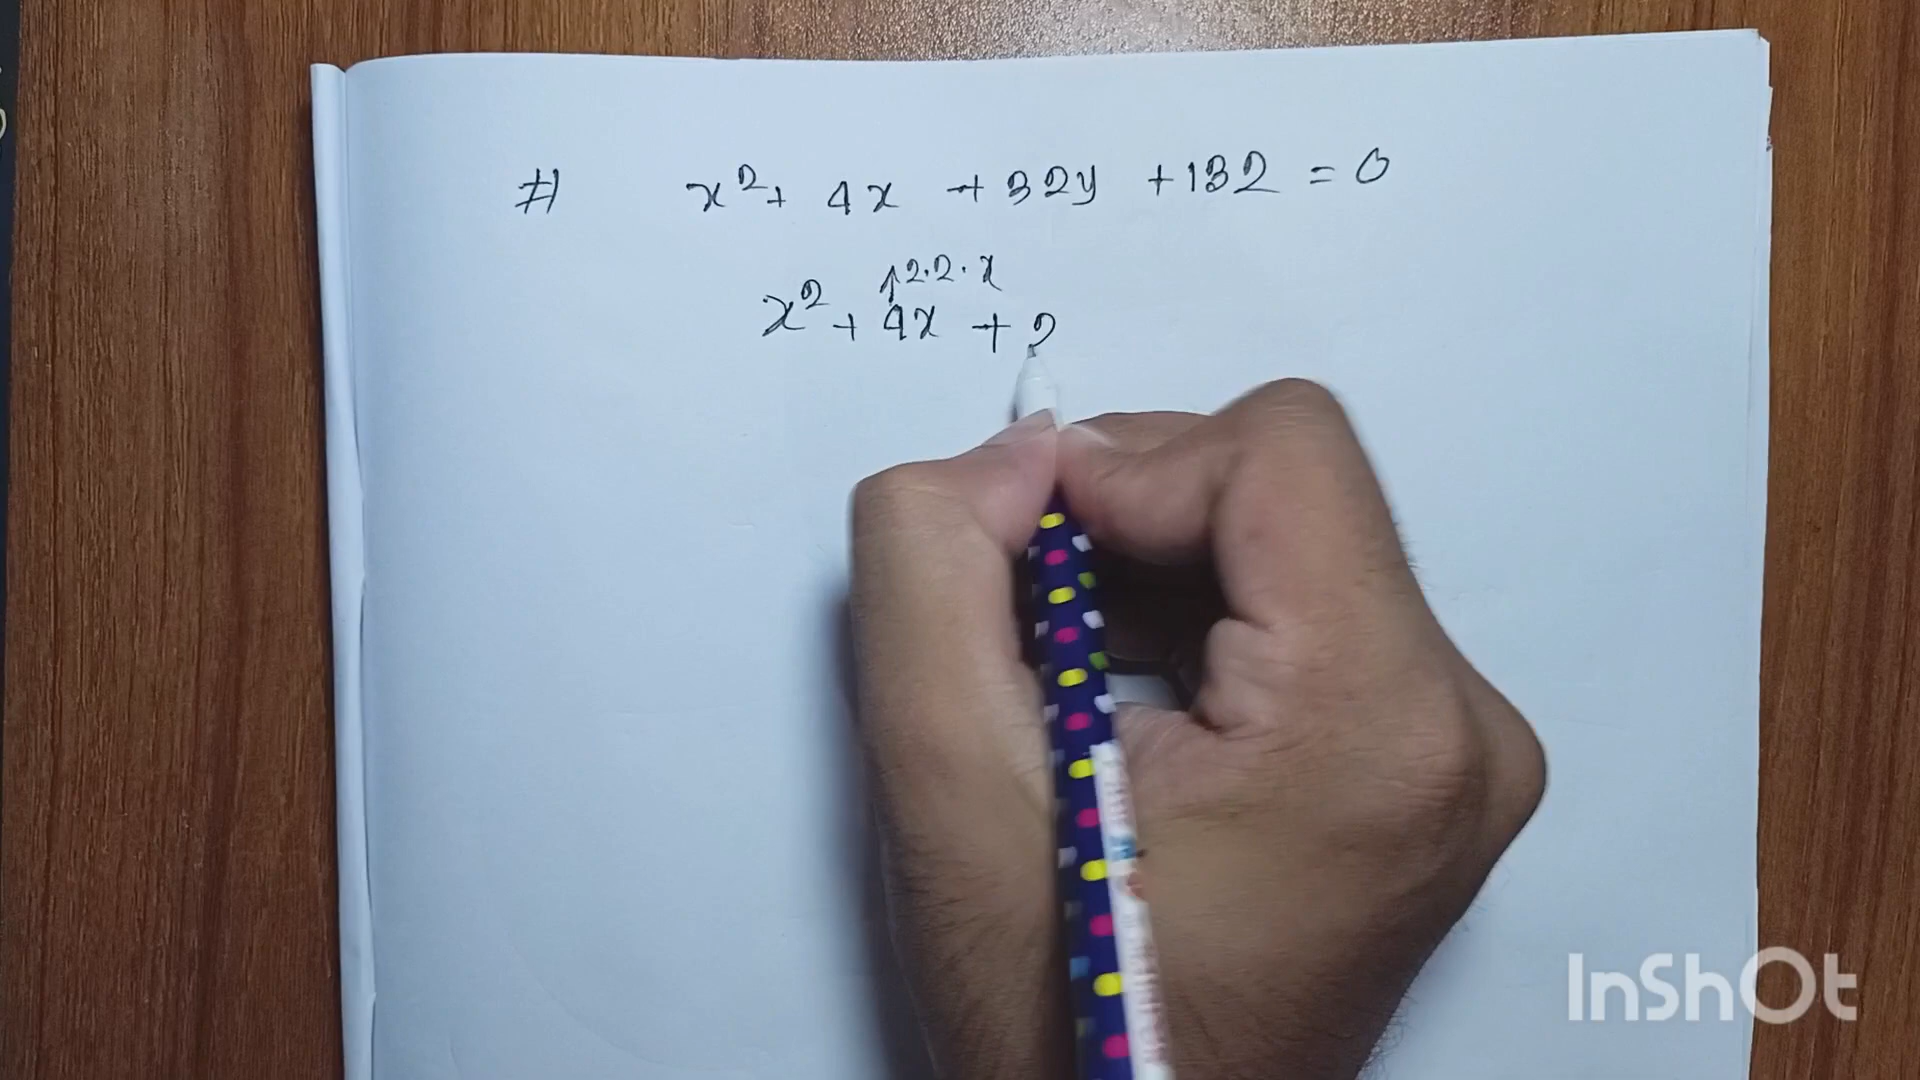 # x² + 4x + 32y + 132 = 0
↑2·2·x
x² + 4x + 2
InShOt